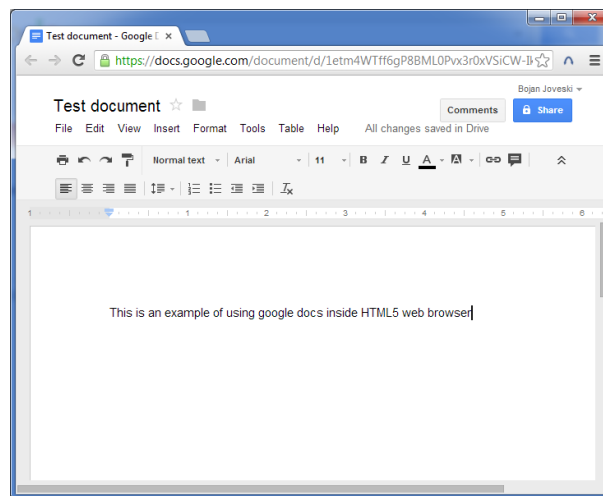 Test document - Google D
https://docs.google.com/document/d/1etm4WTff6gP8BML0Pvx3r0xVSiCW-
Bojan Joveski
Test document
Comments
Share
File Edit View Insert Format Tools Table Help All changes saved in Drive
Normal text Arial 11 B I U A A
1 1 2 3 4 5 6
This is an example of using google docs inside HTML5 web browser